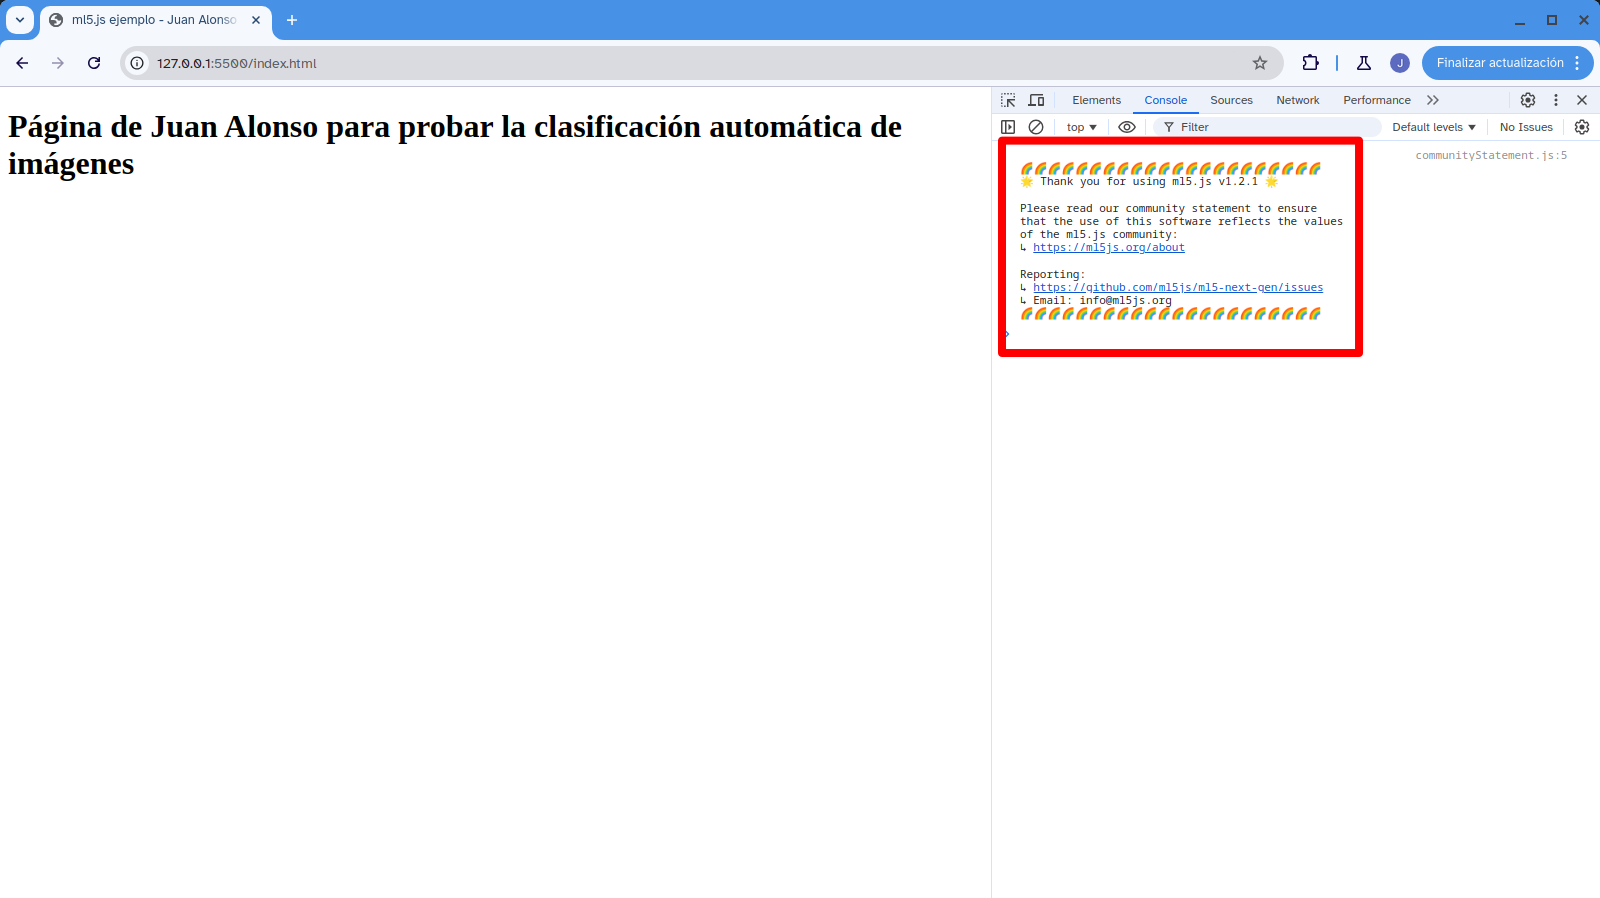 ml5.js ejemplo - Juan Alonso
127.0.0.1:5500/index.html
J
Finalizar actualización
Elements Console Sources Network Performance
top Filter Default levels No Issues
Página de Juan Alonso para probar la clasificación automática de
imágenes
communityStatement.js:5
🌈🌈🌈🌈🌈🌈🌈🌈🌈🌈🌈🌈🌈🌈🌈🌈🌈🌈🌈🌈🌈🌈
🌟 Thank you for using ml5.js v1.2.1 🌟
Please read our community statement to ensure
that the use of this software reflects the values
of the ml5.js community:
↳ https://ml5js.org/about
Reporting:
↳ https://github.com/ml5js/ml5-next-gen/issues
↳ Email: info@ml5js.org
🌈🌈🌈🌈🌈🌈🌈🌈🌈🌈🌈🌈🌈🌈🌈🌈🌈🌈🌈🌈🌈🌈